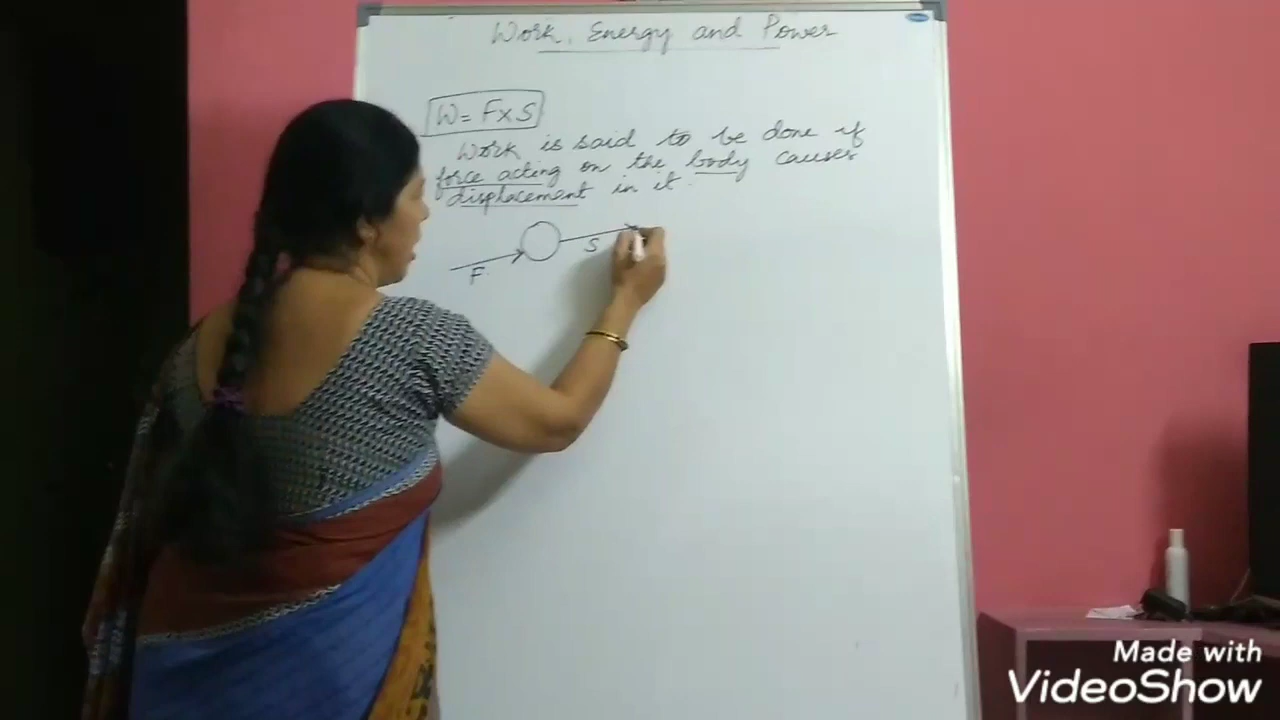 Work, Energy and Power
W = F x S
Work is said to be done if
force acting on the body causes
displacement in it.
S
F.
Made with
VideoShow